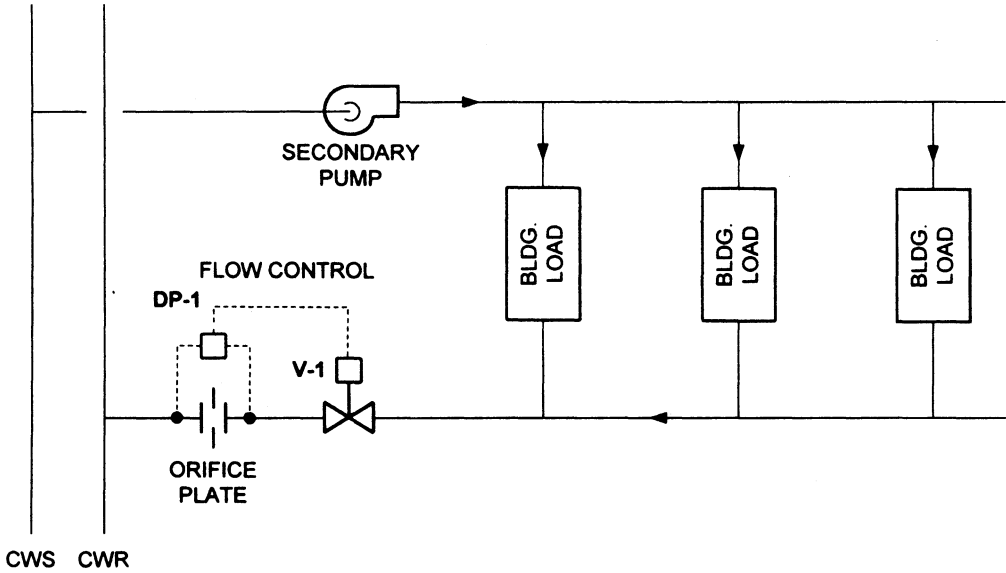 SECONDARY
PUMP
BLDG.
LOAD
BLDG.
LOAD
BLDG.
LOAD
FLOW CONTROL
DP-1
V-1
ORIFICE
PLATE
CWS
CWR